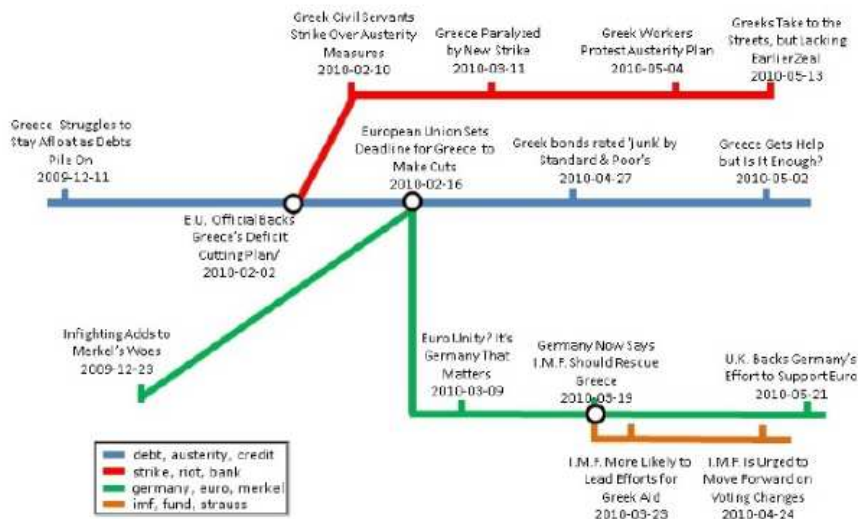 Greek Civil Servants
Strike Over Austerity
Measures
2010-02-10
Greece Paralyzed
by New Strike
2010-03-11
Greek Workers
Protest Austerity Plan
2010-05-04
Greeks Take to the
Streets, but Lacking
Earlier Zeal
2010-05-13
Greece Struggles to
Stay Afloat as Debts
Pile On
2009-12-11
European Union Sets
Deadline for Greece to
Make Cuts
2010-02-16
Greek bonds rated 'junk' by
Standard & Poor's
2010-04-27
Greece Gets Help
but Is It Enough?
2010-05-02
E.U. Official Backs
Greece's Deficit
Cutting Plan/
2010-02-02
Infighting Adds to
Merkel's Woes
2009-12-23
Euro Unity? It's
Germany That
Matters
2010-03-09
Germany Now Says
I.M.F. Should Rescue
Greece
2010-03-19
U.K. Backs Germany's
Effort to Support Euro
2010-05-21
debt, austerity, credit
strike, riot, bank
germany, euro, merkel
imf, fund, strauss
I.M.F. More Likely to
Lead Efforts for
Greek Aid
2010-03-23
I.M.F. Is Urged to
Move Forward on
Voting Changes
2010-04-24